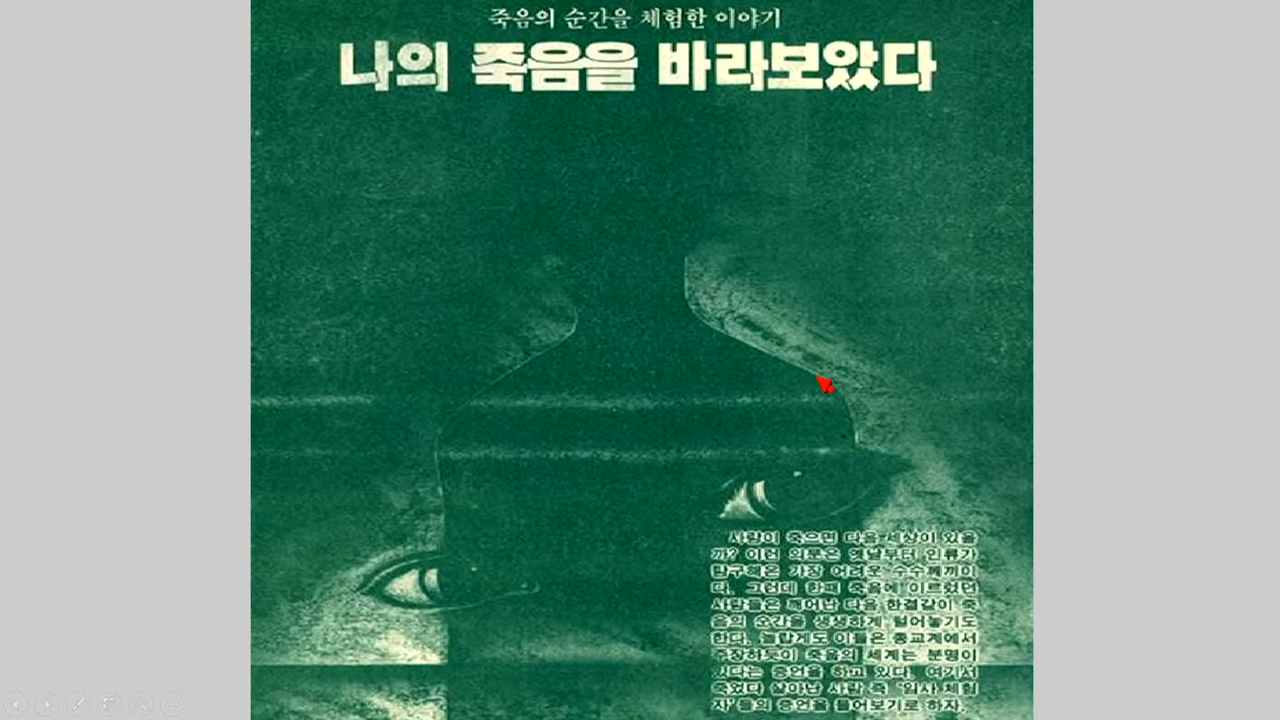 죽음의 순간을 체험한 이야기
나의 죽음을 바라보았다
사람이 죽으면 다음 세상이 있을
까? 이런 의문은 옛날부터 인류가
탐구해온 가장 어려운 수수께끼이
다. 그런데 한때 죽음에 이르렀던
사람들은 깨어난 다음 한결같이 죽
음의 순간을 생생하게 털어놓기도
한다. 놀랍게도 이들은 종교계에서
주장하듯이 죽음의 세계는 분명이
있다는 증언을 하고 있다. 여기서
죽었다 살아난 사람 즉 '임사 체험
자' 들의 증언을 들어보기로 하자.